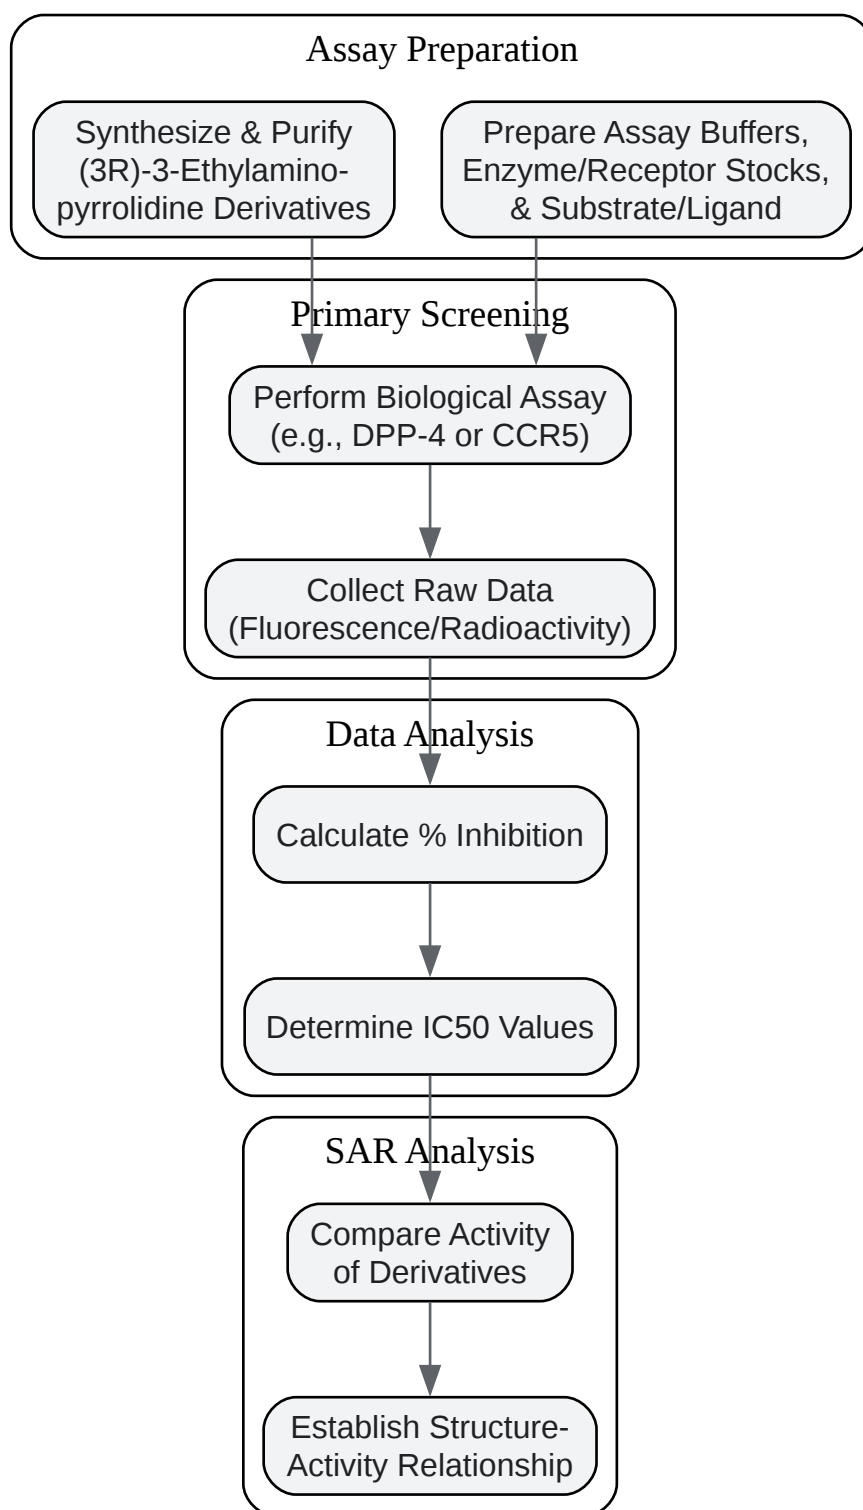 Assay Preparation
Synthesize & Purify
(3R)-3-Ethylamino-
pyrrolidine Derivatives
Prepare Assay Buffers,
Enzyme/Receptor Stocks,
& Substrate/Ligand
Primary Screening
Perform Biological Assay
(e.g., DPP-4 or CCR5)
Collect Raw Data
(Fluorescence/Radioactivity)
Data Analysis
Calculate % Inhibition
Determine IC50 Values
SAR Analysis
Compare Activity
of Derivatives
Establish Structure-
Activity Relationship